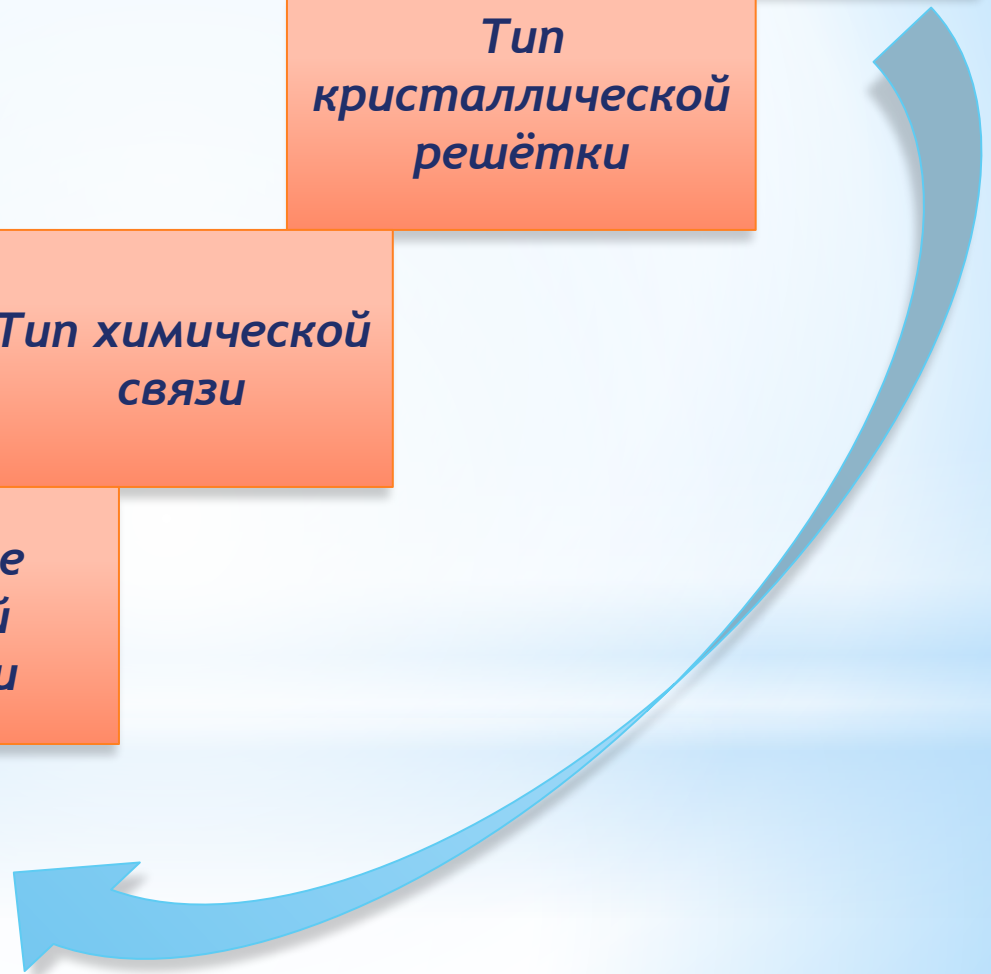 Тип
кристаллической
решётки
Тип химической
связи